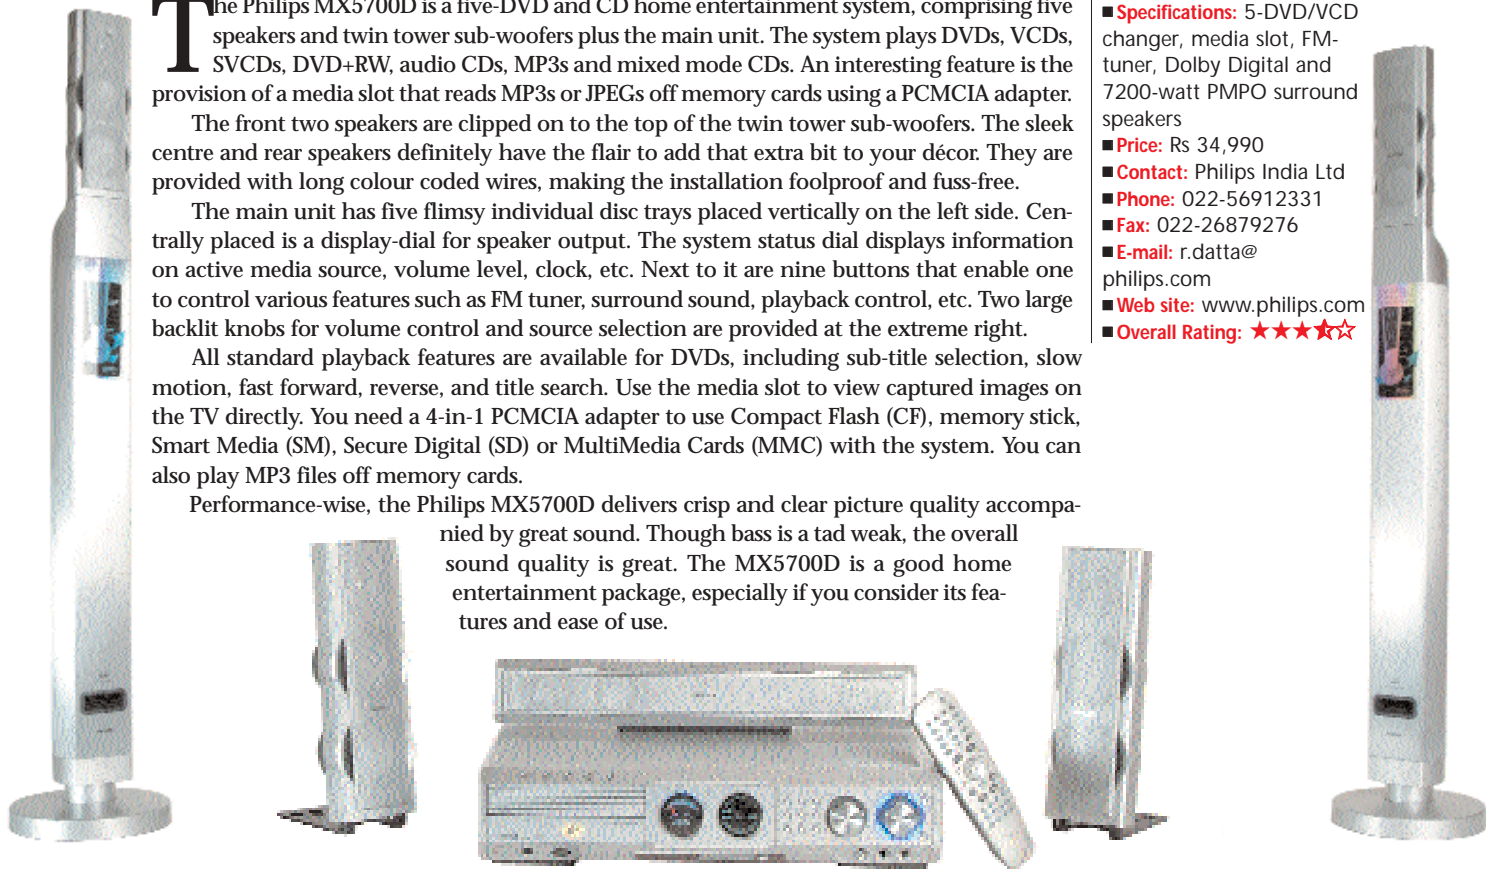 The Philips MX5700D is a five-DVD and CD home entertainment system, comprising five
speakers and twin tower sub-woofers plus the main unit. The system plays DVDs, VCDs,
SVCDs, DVD+RW, audio CDs, MP3s and mixed mode CDs. An interesting feature is the
provision of a media slot that reads MP3s or JPEGs off memory cards using a PCMCIA adapter.
The front two speakers are clipped on to the top of the twin tower sub-woofers. The sleek
centre and rear speakers definitely have the flair to add that extra bit to your décor. They are
provided with long colour coded wires, making the installation foolproof and fuss-free.
The main unit has five flimsy individual disc trays placed vertically on the left side. Cen-
trally placed is a display-dial for speaker output. The system status dial displays information
on active media source, volume level, clock, etc. Next to it are nine buttons that enable one
to control various features such as FM tuner, surround sound, playback control, etc. Two large
backlit knobs for volume control and source selection are provided at the extreme right.
All standard playback features are available for DVDs, including sub-title selection, slow
motion, fast forward, reverse, and title search. Use the media slot to view captured images on
the TV directly. You need a 4-in-1 PCMCIA adapter to use Compact Flash (CF), memory stick,
Smart Media (SM), Secure Digital (SD) or MultiMedia Cards (MMC) with the system. You can
also play MP3 files off memory cards.
Performance-wise, the Philips MX5700D delivers crisp and clear picture quality accompa-
nied by great sound. Though bass is a tad weak, the overall
sound quality is great. The MX5700D is a good home
entertainment package, especially if you consider its fea-
tures and ease of use.
■ Specifications: 5-DVD/VCD
changer, media slot, FM-
tuner, Dolby Digital and
7200-watt PMPO surround
speakers
■ Price: Rs 34,990
■ Contact: Philips India Ltd
■ Phone: 022-56912331
■ Fax: 022-26879276
■ E-mail: r.datta@
philips.com
■ Web site: www.philips.com
■ Overall Rating: